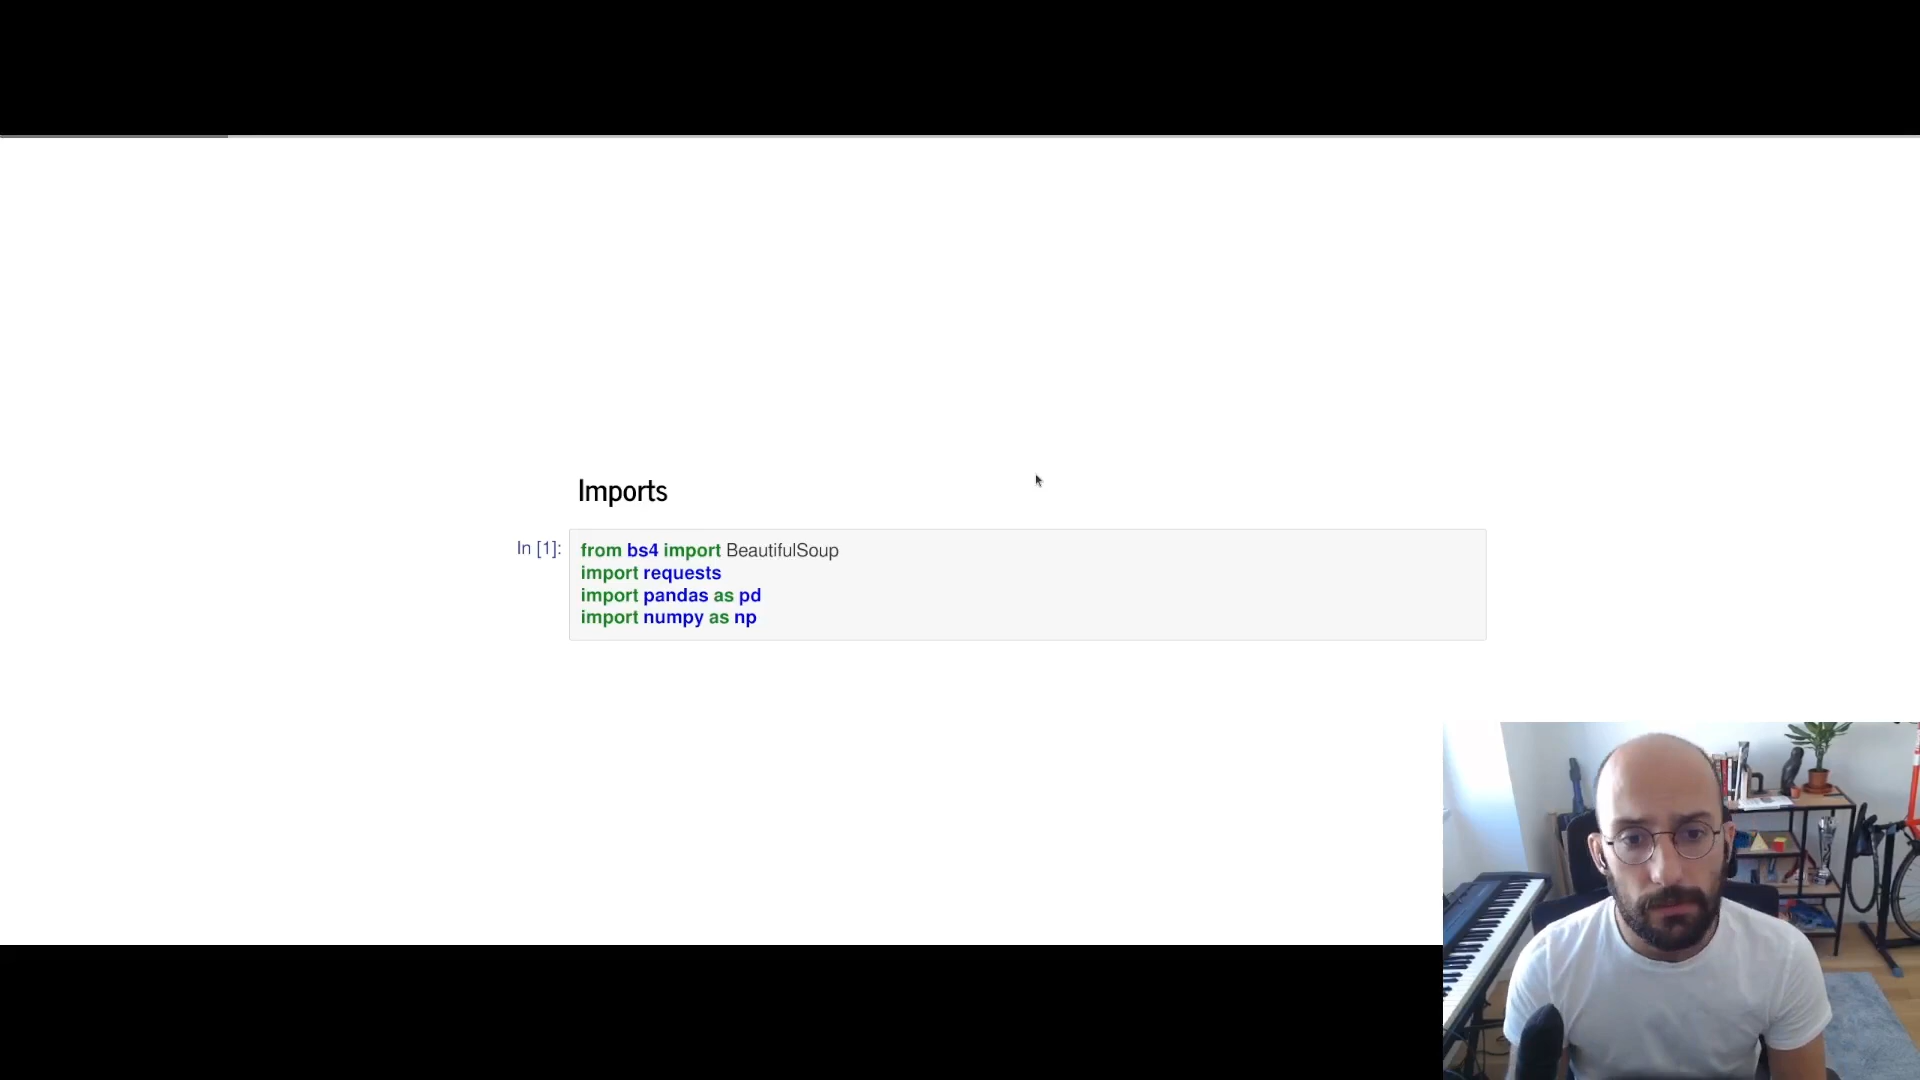 Imports
In [1]:
from bs4 import BeautifulSoup
import requests
import pandas as pd
import numpy as np